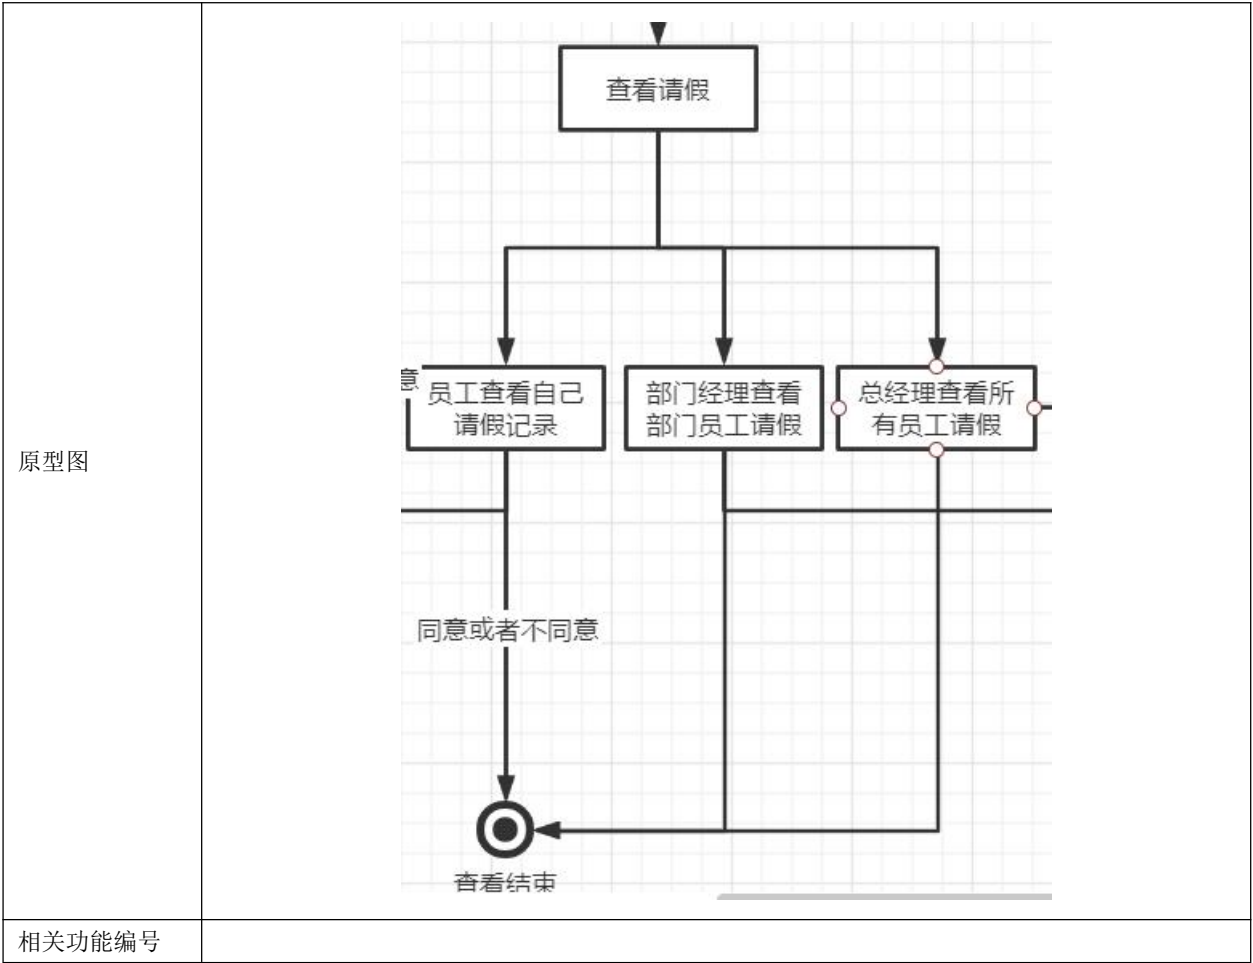 查看请假
意
员工查看自己
请假记录
部门经理查看
部门员工请假
总经理查看所
有员工请假
原型图
同意或者不同意
查看结束
相关功能编号